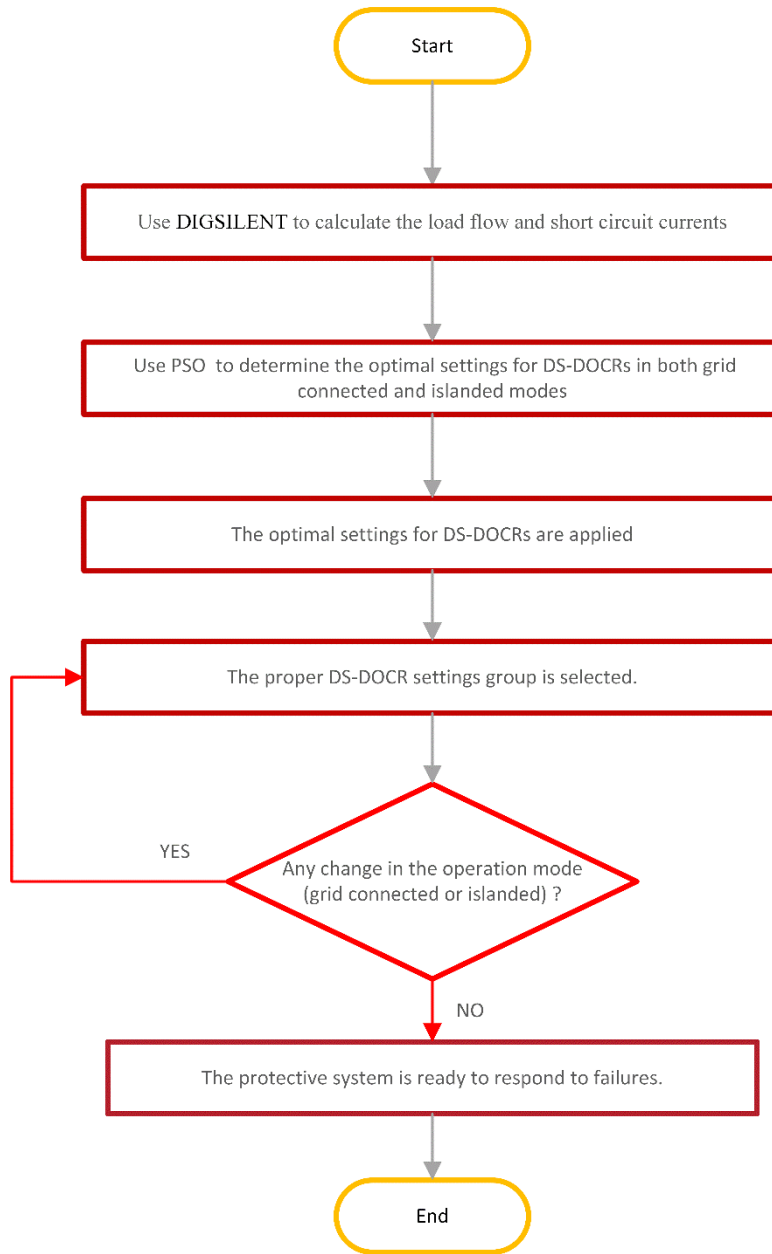 Start
Use DIGSILENT to calculate the load flow and short circuit currents
Use PSO to determine the optimal settings for DS-DOCRs in both grid
connected and islanded modes
The optimal settings for DS-DOCRs are applied
The proper DS-DOCR settings group is selected.
YES
Any change in the operation mode
(grid connected or islanded) ?
NO
The protective system is ready to respond to failures.
End